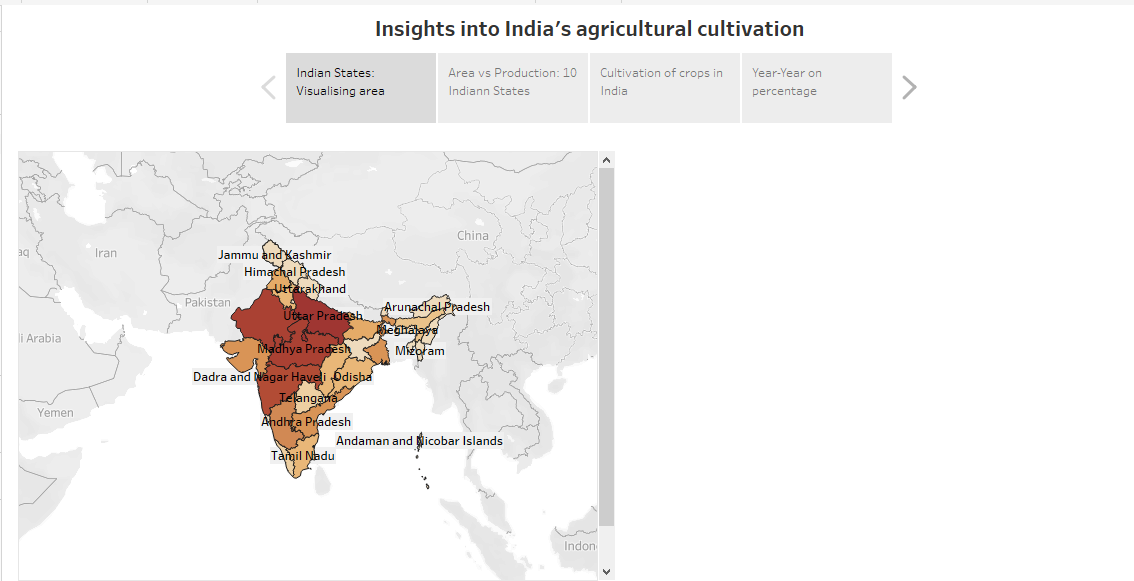 Insights into India's agricultural cultivation
Indian States:
Visualising area
Area vs Production: 10
Indiann States
Cultivation of crops in
India
Year-Year on
percentage
China
Jammu and Kashmir
Iran
Himachal Pradesh
Uttarakhand
Pakistan
Arunachal Pradesh
Uttar Pradesh
Meghalaya
i Arabia
Madhya Pradesh
Mizoram
Dadra and Nagar Haveli
Odisha
Telangana
Yemen
Andhra Pradesh
Andaman and Nicobar Islands
Tamil Nadu
Indon